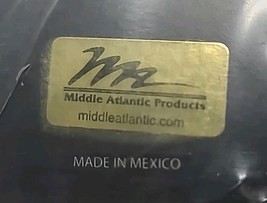 Middle Atlantic Products
middleatlantic.com
MADE IN MEXICO